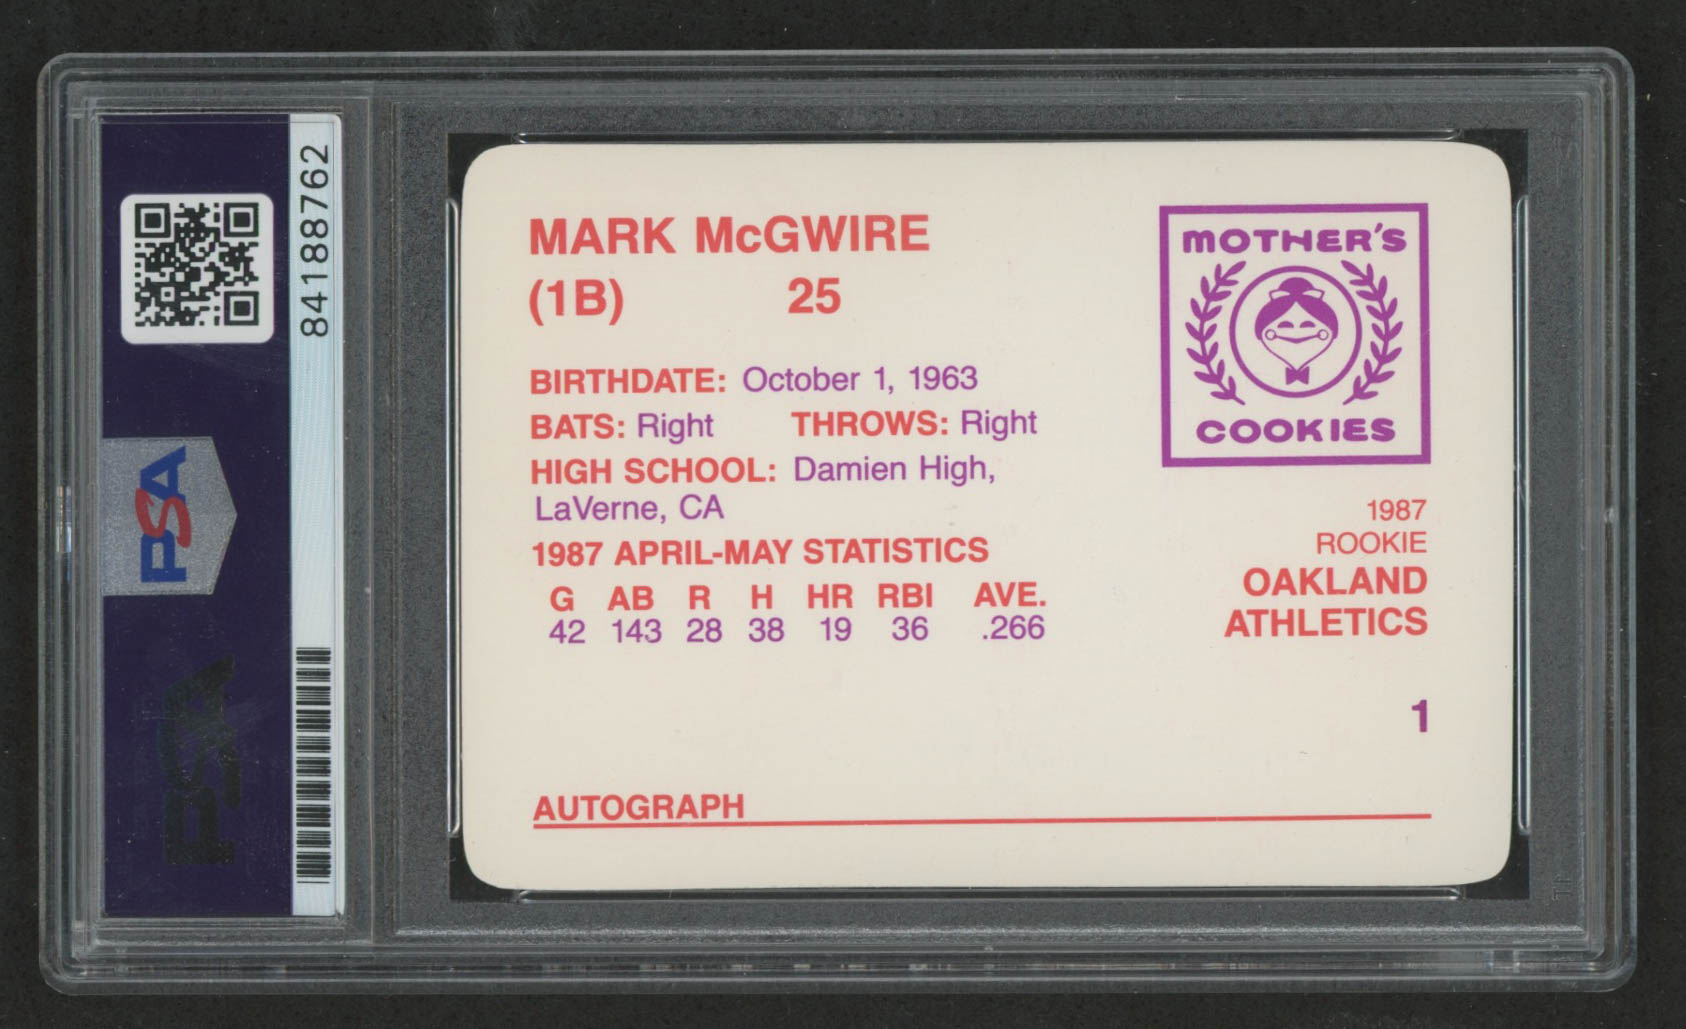 84188762
PSA
PSA
MARK McGWIRE
(1B) 25
BIRTHDATE: October 1, 1963
BATS: Right THROWS: Right
HIGH SCHOOL: Damien High,
LaVerne, CA
1987 APRIL-MAY STATISTICS
G AB R H HR RBI AVE.
42 143 28 38 19 36 .266
AUTOGRAPH
MOTHER'S
COOKIES
1987
ROOKIE
OAKLAND
ATHLETICS
1